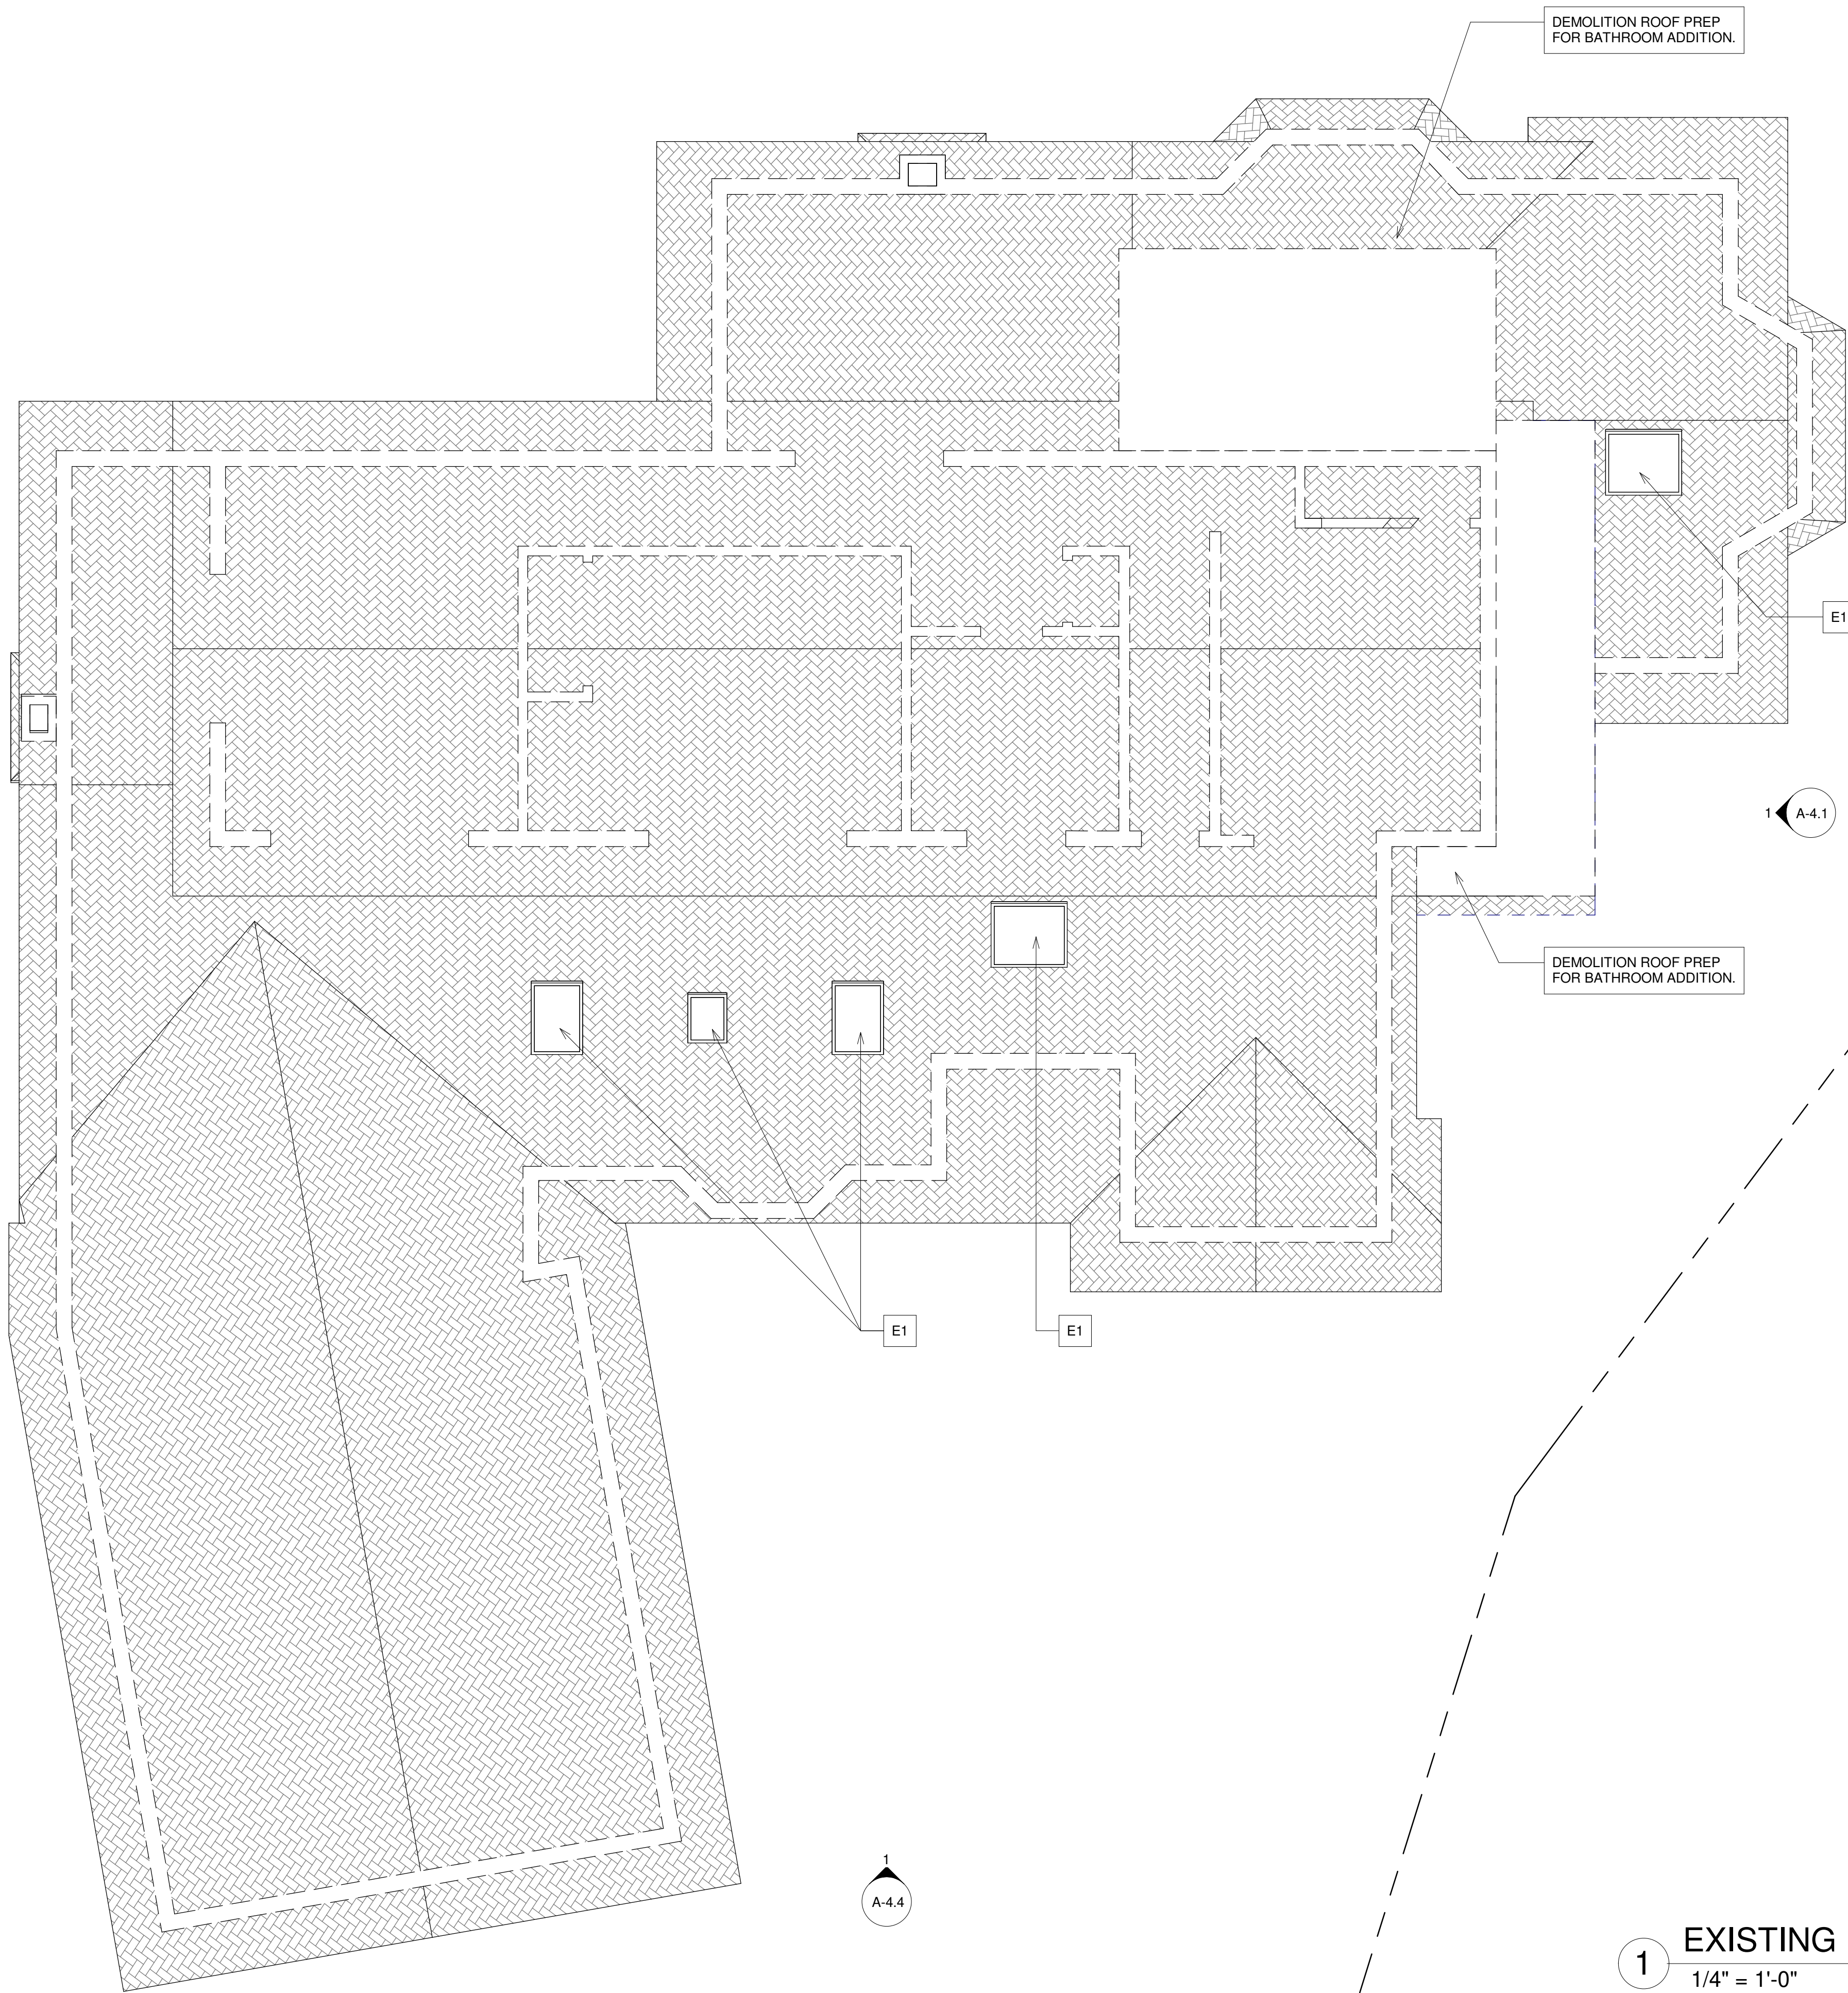 DEMOLITION ROOF PREP
FOR BATHROOM ADDITION.
E1
1
A-4.1
DEMOLITION ROOF PREP
FOR BATHROOM ADDITION.
E1
E1
1
A-4.4
1
EXISTING
1/4" = 1'-0"